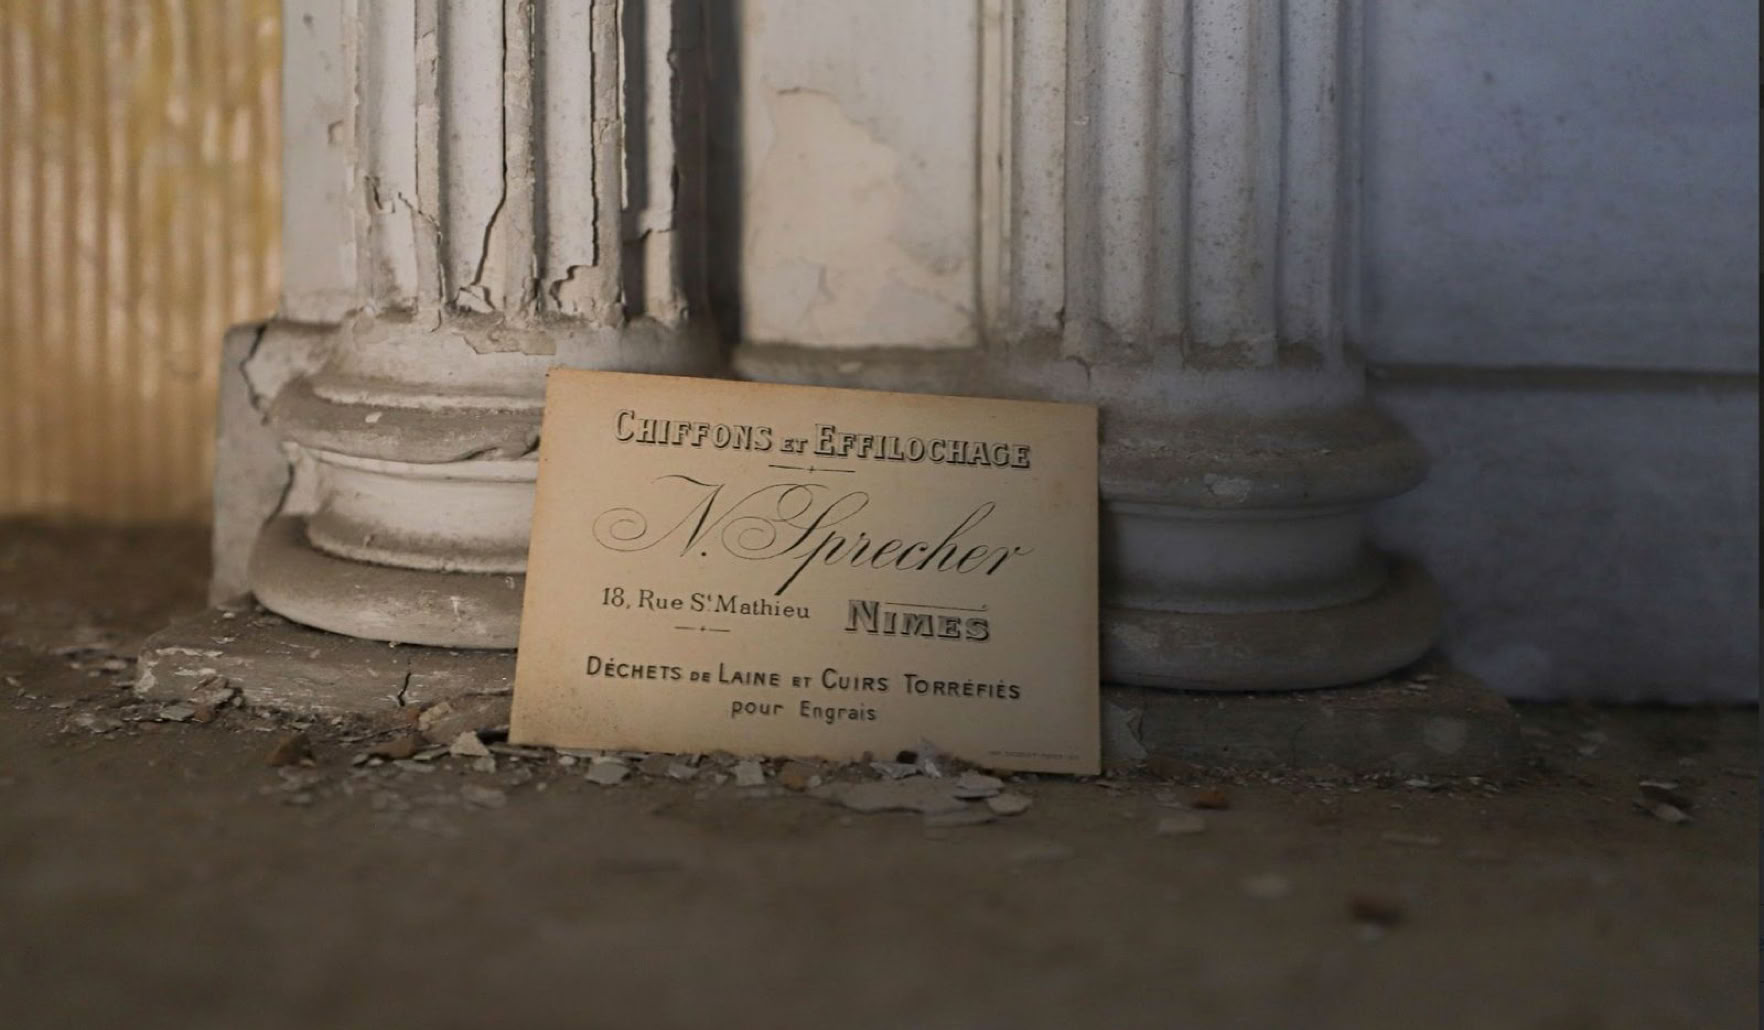 CHIFFONS ET EFFILOCHAGE
N. Sprecher
18, Rue St Mathieu NIMES
DÉCHETS DE LAINE ET CUIRS TORRÉFIÉS
pour Engrais